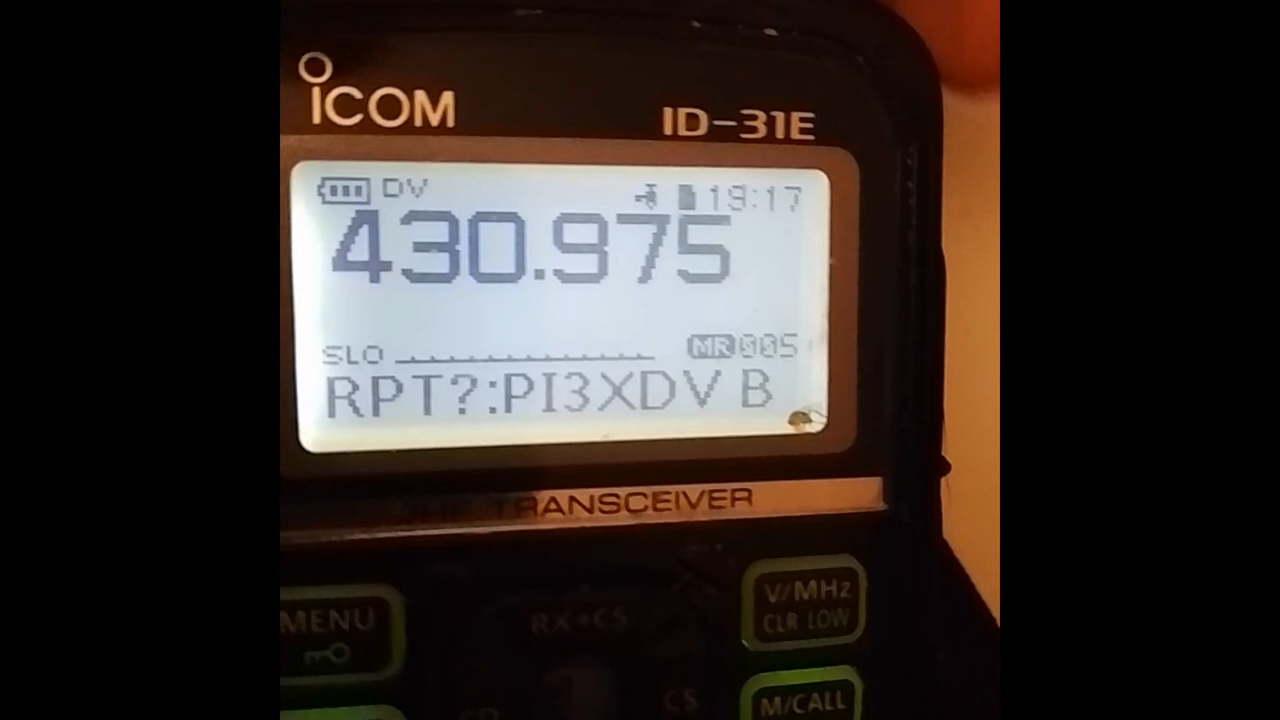 ICOM
ID-31E
DV 19:17
430.975
SLO MR 005
RPT?:PI3XDV B
TRANSCEIVER
MENU
RX→CS
V/MHz
CLR LOW
CS
M/CALL